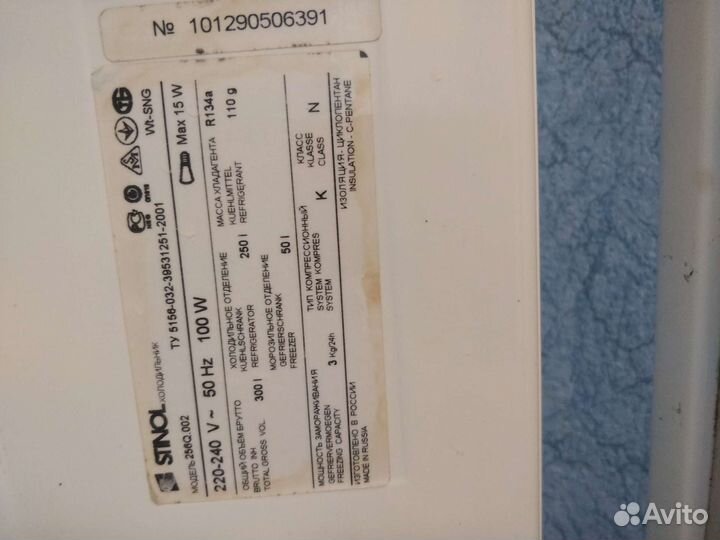 № 101290506391
STINOL ХОЛОДИЛЬНИК
МОДЕЛЬ 256Q.002
ТУ 5156-032-39531251-2001
Wt-SNG
220-240 V ~ 50 Hz 100 W
Max 15 W
ОБЩИЙ ОБЪЕМ БРУТТО
BRUTTO INH
TOTAL GROSS VOL
300 l
ХОЛОДИЛЬНОЕ ОТДЕЛЕНИЕ
KUEHLSCHRANK
REFRIGERATOR
250 l
МАССА ХЛАДАГЕНТА
KUEHLMITTEL
REFRIGERANT
R134a
110 g
МОРОЗИЛЬНОЕ ОТДЕЛЕНИЕ
GEFRIERSCHRANK
FREEZER
50 l
МОЩНОСТЬ ЗАМОРАЖИВАНИЯ
GEFRIERVERMOEGEN
FREEZING CAPACITY
3 Kg/24h
ТИП КОМПРЕССИОННЫЙ
SYSTEM KOMPRES
SYSTEM
K
КЛАСС
KLASSE
CLASS
N
ИЗГОТОВЛЕНО В РОССИИ
MADE IN RUSSIA
ИЗОЛЯЦИЯ - ЦИКЛОПЕНТАН
INSULATION - C-PENTANE
Avito